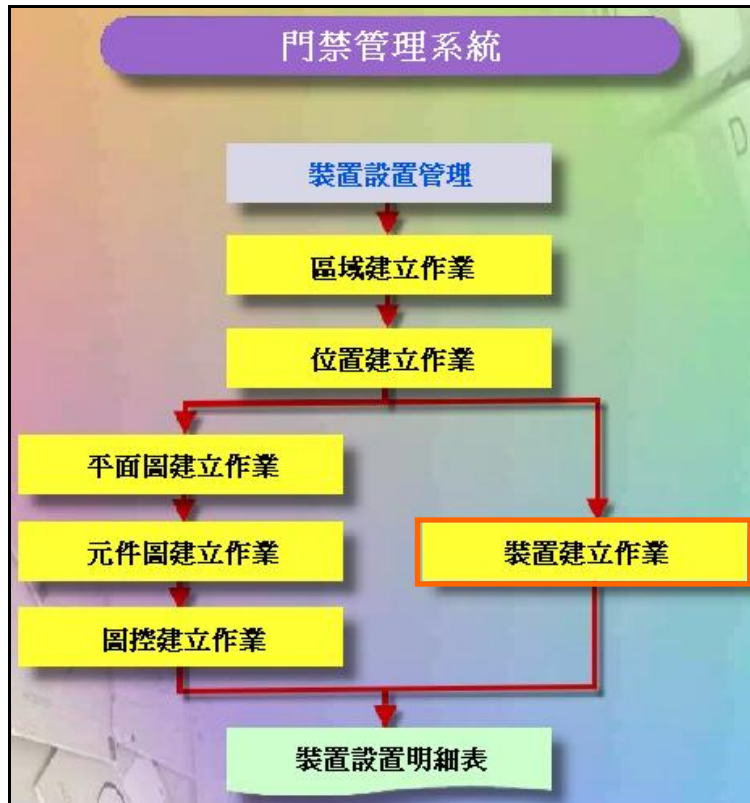 門禁管理系統
裝置設置管理
區域建立作業
位置建立作業
平面圖建立作業
元件圖建立作業
裝置建立作業
圖控建立作業
裝置設置明細表
D